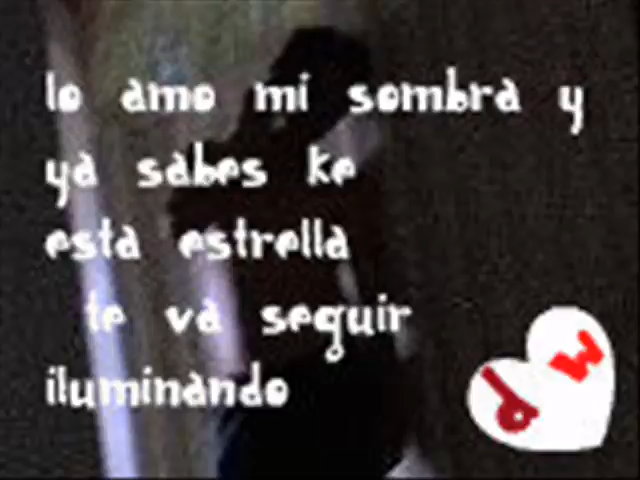 lo amo mi sombra y
ya sabes ke
esta estrella
te va seguir
iluminando